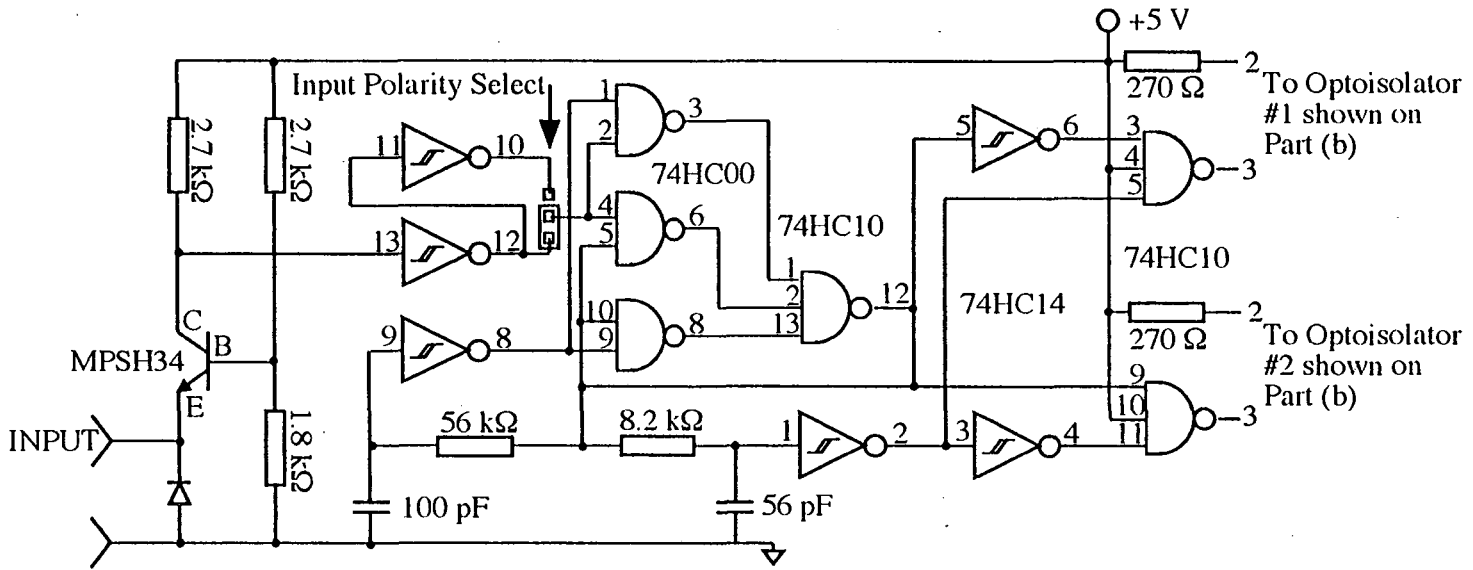 +5 V
2
270 Ω
To Optoisolator
#1 shown on
Part (b)
Input Polarity Select
2.7 kΩ
2.7 kΩ
1
2
3
74HC00
11
10
5
6
3
4
5
3
13
12
4
5
6
74HC10
1
2
13
12
74HC14
74HC10
2
270 Ω
To Optoisolator
#2 shown on
Part (b)
C
B
MPSH34
E
9
8
10
9
8
9
10
11
3
INPUT
1.8 kΩ
56 kΩ
8.2 kΩ
1
2
3
4
100 pF
56 pF